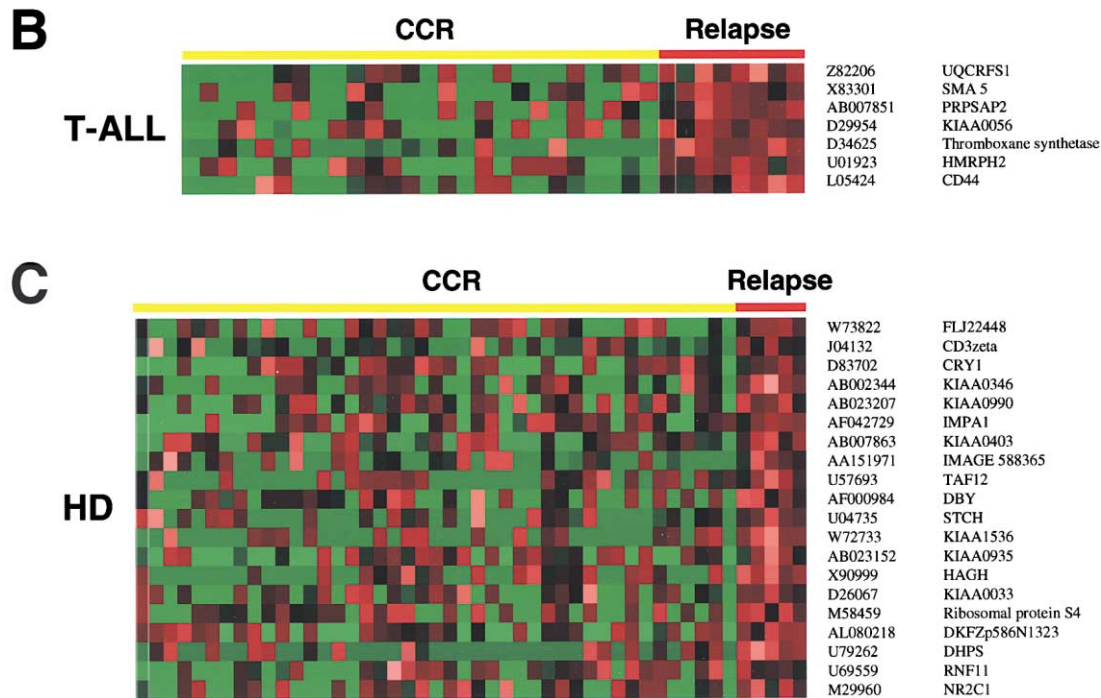 B
CCR Relapse
T-ALL
Z82206 UQCRFS1
X83301 SMA 5
AB007851 PRPSAP2
D29954 KIAA0056
D34625 Thromboxane synthetase
U01923 HMRPH2
L05424 CD44
C
CCR Relapse
HD
W73822 FLJ22448
J04132 CD3zeta
D83702 CRY1
AB002344 KIAA0346
AB023207 KIAA0990
AF042729 IMPA1
AB007863 KIAA0403
AA151971 IMAGE 588365
U57693 TAF12
AF000984 DBY
U04735 STCH
W72733 KIAA1536
AB023152 KIAA0935
X90999 HAGH
D26067 KIAA0033
M58459 Ribosomal protein S4
AL080218 DKFZp586N1323
U79262 DHPS
U69559 RNF11
M29960 NR2C1